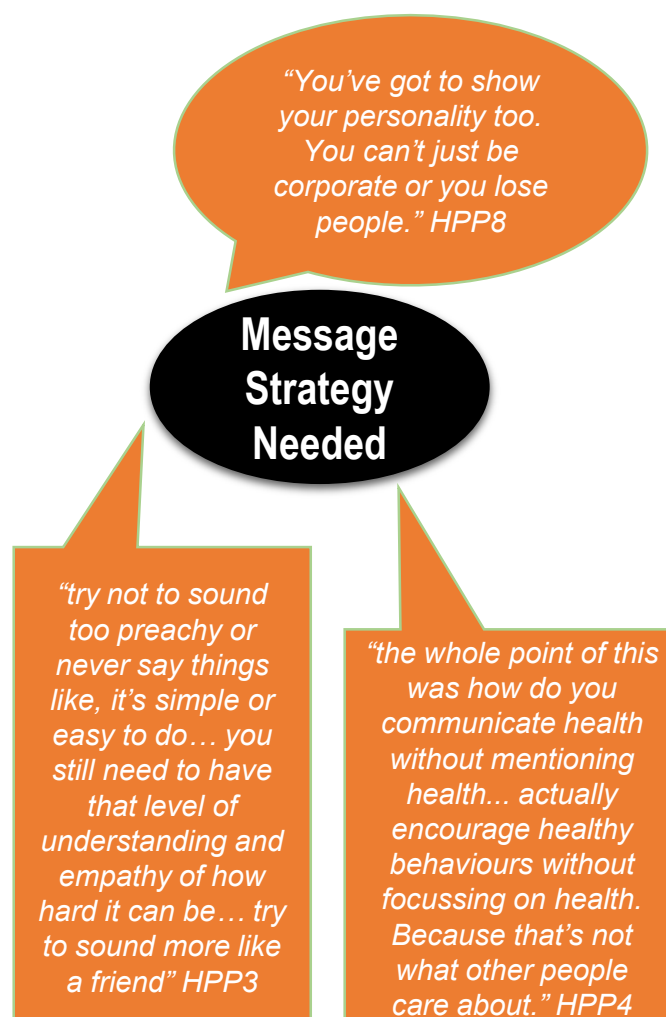 “You’ve got to show
your personality too.
You can’t just be
corporate or you lose
people.” HPP8
Message
Strategy
Needed
“try not to sound
too preachy or
never say things
like, it’s simple or
easy to do… you
still need to have
that level of
understanding and
empathy of how
hard it can be… try
to sound more like
a friend” HPP3
“the whole point of this
was how do you
communicate health
without mentioning
health... actually
encourage healthy
behaviours without
focussing on health.
Because that’s not
what other people
care about.” HPP4